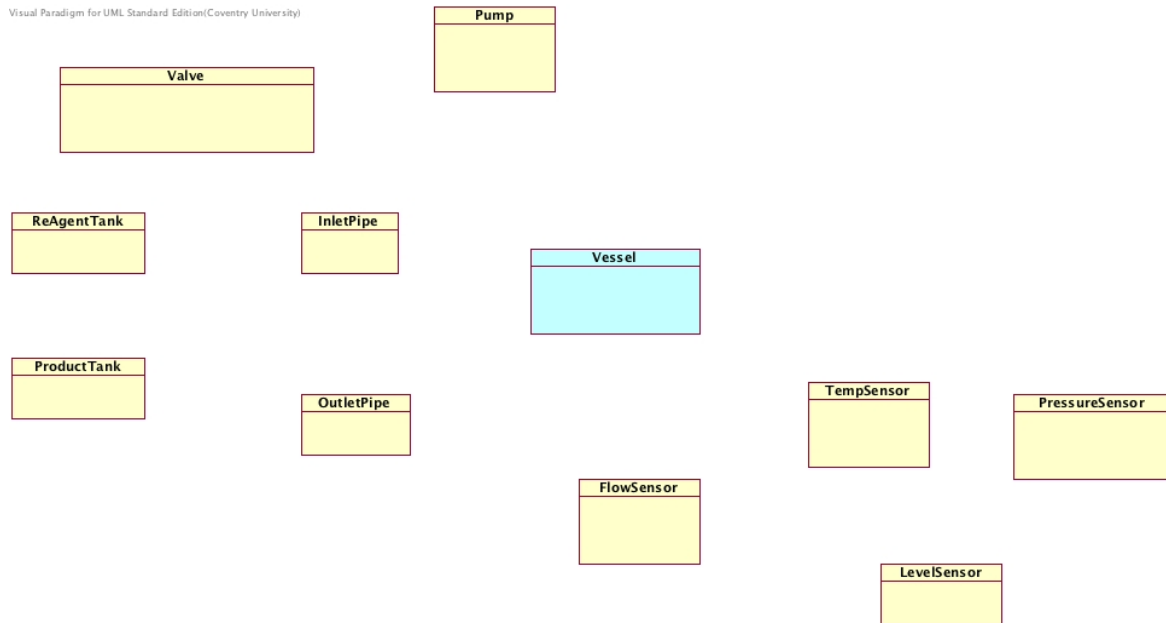 Visual Paradigm for UML Standard Edition(Coventry University)
Pump
Valve
ReAgentTank
InletPipe
Vessel
ProductTank
OutletPipe
TempSensor
PressureSensor
FlowSensor
LevelSensor